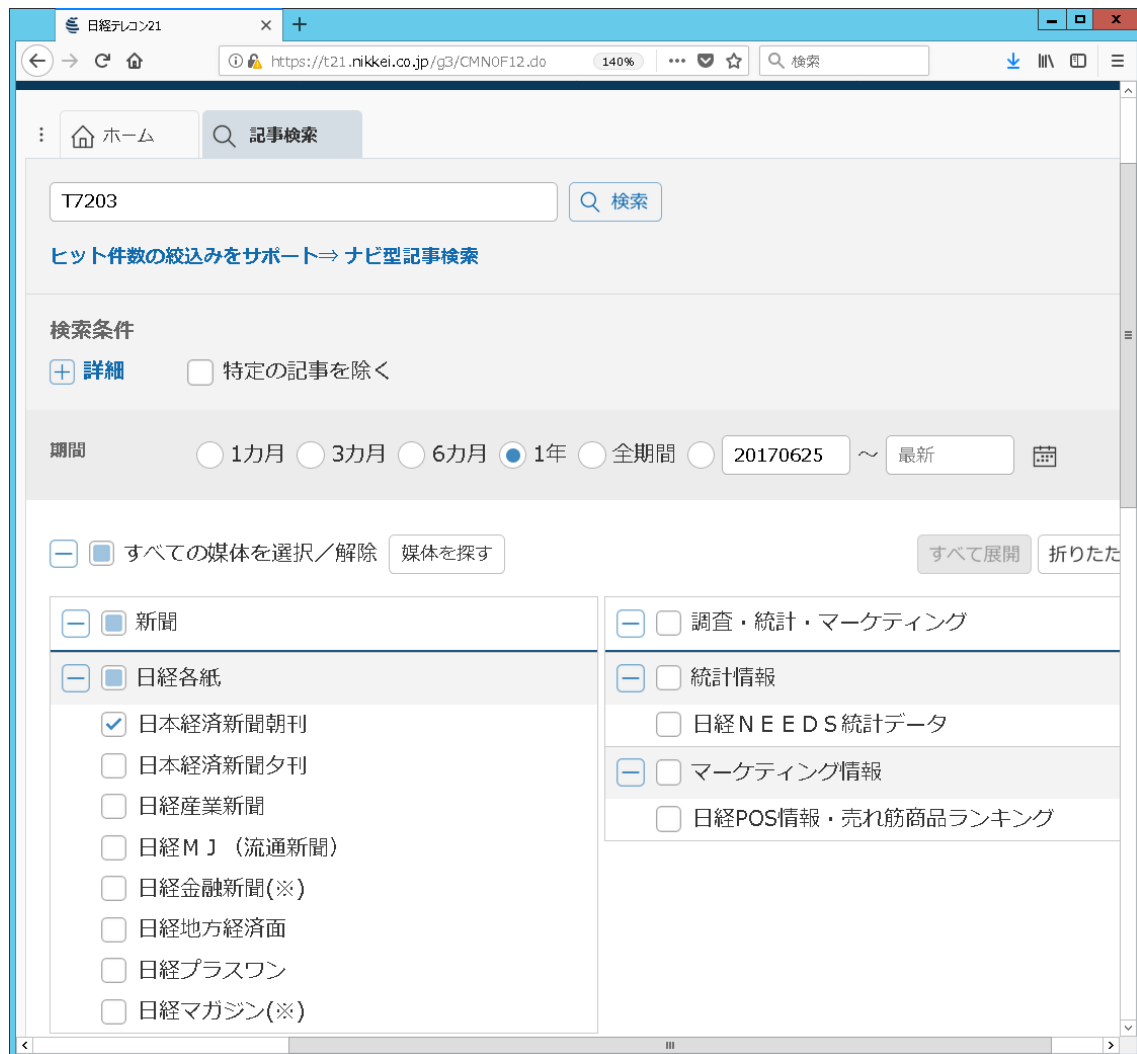 日経テレコン21
https://t21.nikkei.co.jp/g3/CMN0F12.do 140% 検索
ホーム 記事検索
T7203 検索
ヒット件数の絞込みをサポート⇒ ナビ型記事検索
検索条件
詳細 特定の記事を除く
期間 1カ月 3カ月 6カ月 1年 全期間 20170625 ～ 最新
すべての媒体を選択／解除 媒体を探す すべて展開 折りたた
新聞
日経各紙
日本経済新聞朝刊
日本経済新聞夕刊
日経産業新聞
日経ＭＪ（流通新聞）
日経金融新聞(※)
日経地方経済面
日経プラスワン
日経マガジン(※)
調査・統計・マーケティング
統計情報
日経ＮＥＥＤＳ統計データ
マーケティング情報
日経POS情報・売れ筋商品ランキング